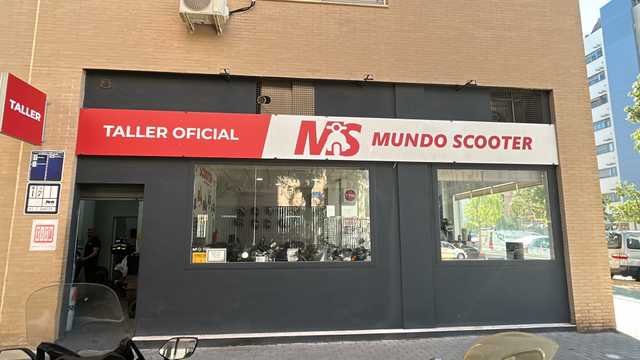 TALLER
TALLER OFICIAL
MS MUNDO SCOOTER